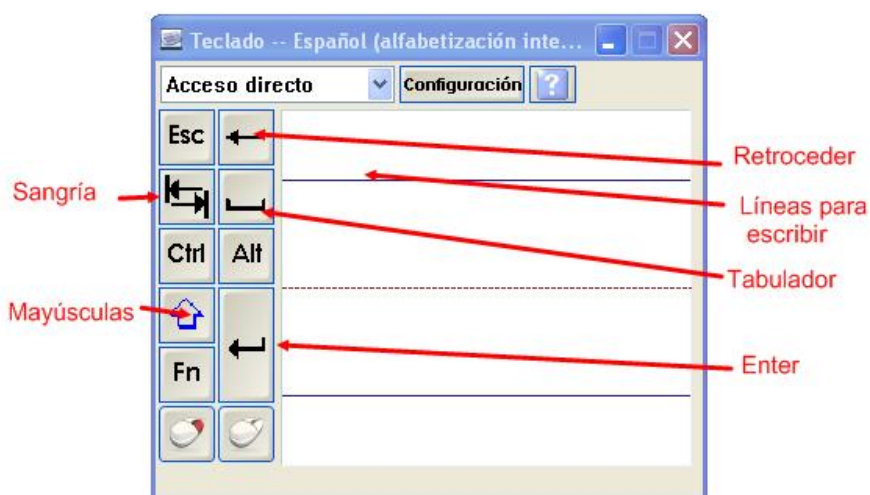 Teclado -- Español (alfabetización inte...
Acceso directo Configuración ?
Esc
Retroceder
Sangría
Líneas para
escribir
Ctrl Alt
Tabulador
Mayúsculas
Enter
Fn